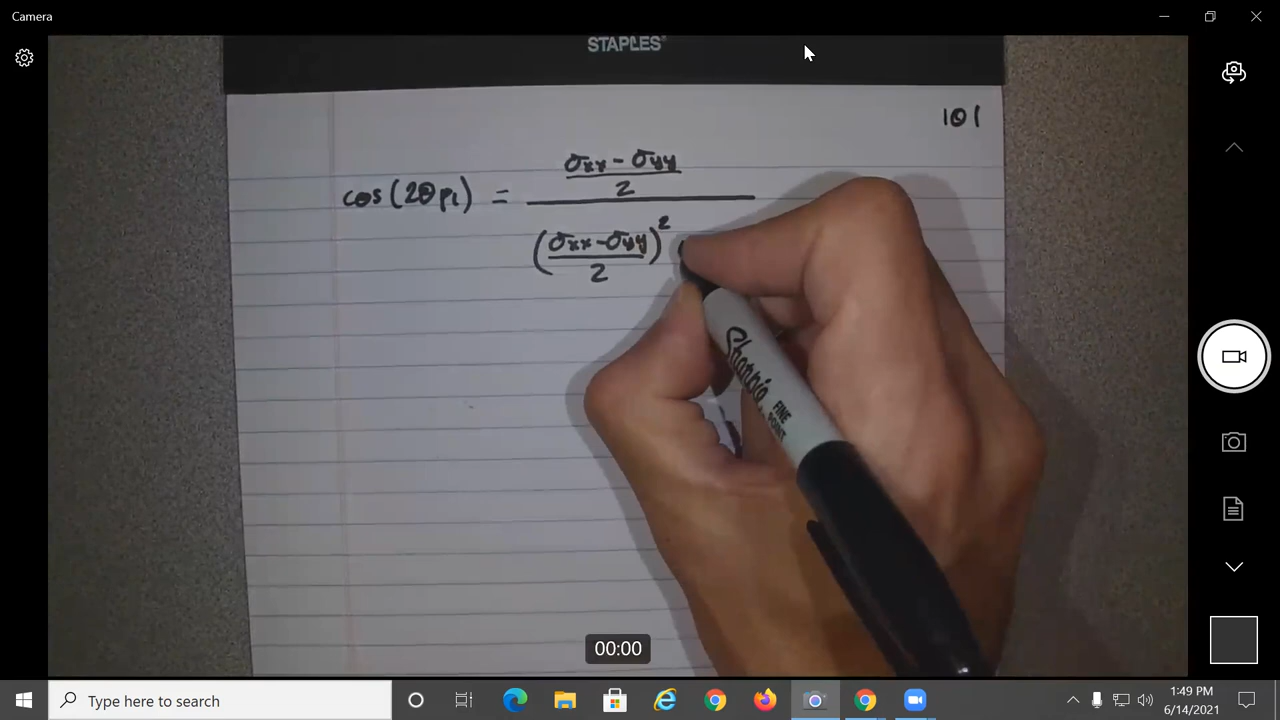 Camera
STAPLES
101
cos(2θp1) = 
σxx - σyy
2
(σxx - σyy)²
2
Sharpie
FINE
POINT
00:00
Type here to search
1:49 PM
6/14/2021